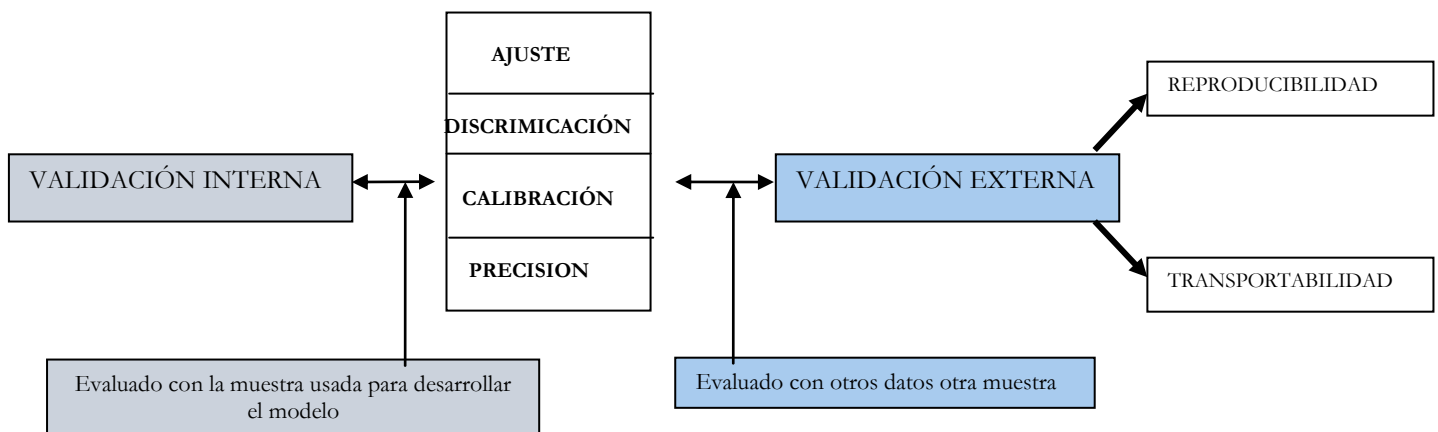 AJUSTE
DISCRIMICACIÓN
CALIBRACIÓN
PRECISION
VALIDACIÓN INTERNA
VALIDACIÓN EXTERNA
REPRODUCIBILIDAD
TRANSPORTABILIDAD
Evaluado con la muestra usada para desarrollar
el modelo
Evaluado con otros datos otra muestra